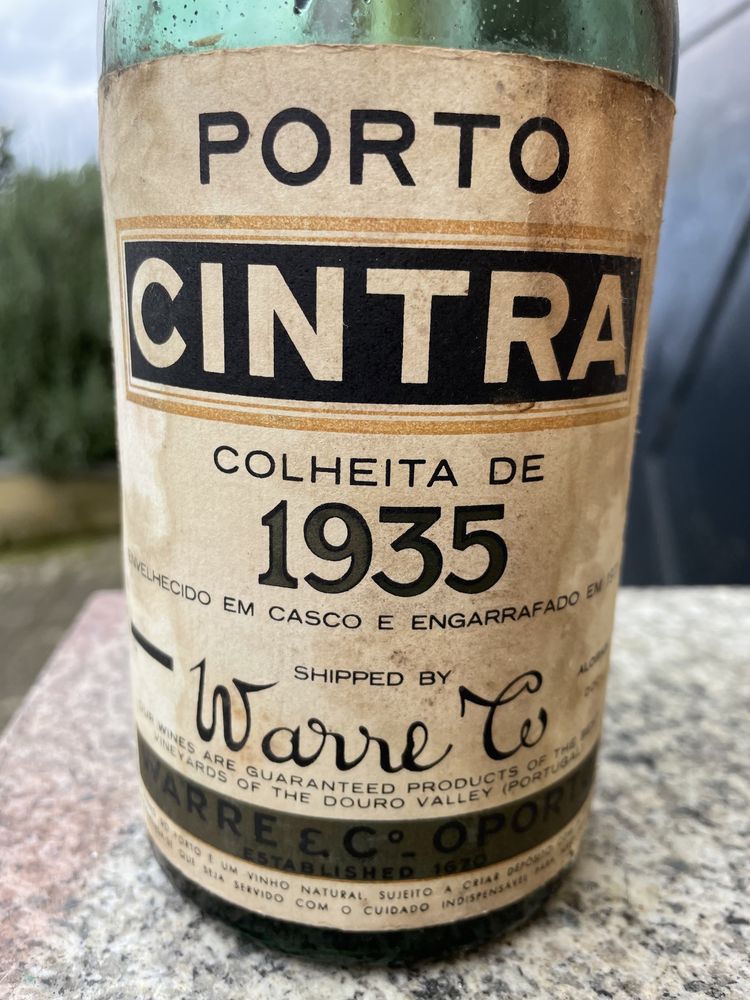 PORTO
CINTRA
COLHEITA DE
1935
ENVELHECIDO EM CASCO E ENGARRAFADO EM
SHIPPED BY
Warre Co
OUR WINES ARE GUARANTEED PRODUCTS OF THE BEST
VINEYARDS OF THE DOURO VALLEY (PORTUGAL
WARRE & Cº. OPORTO
ESTABLISHED 1670
PORTO É UM VINHO NATURAL, SUJEITO A CRIAR DEPÓSITO
QUE SEJA SERVIDO COM O CUIDADO INDISPENSÁVEL PARA